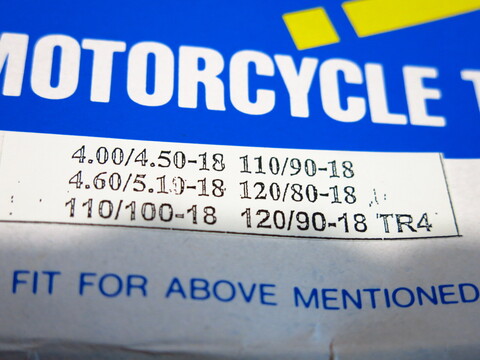 MOTORCYCLE T
4.00/4.50-18 110/90-18
4.60/5.10-18 120/80-18
110/100-18 120/90-18 TR4
FIT FOR ABOVE MENTIONED